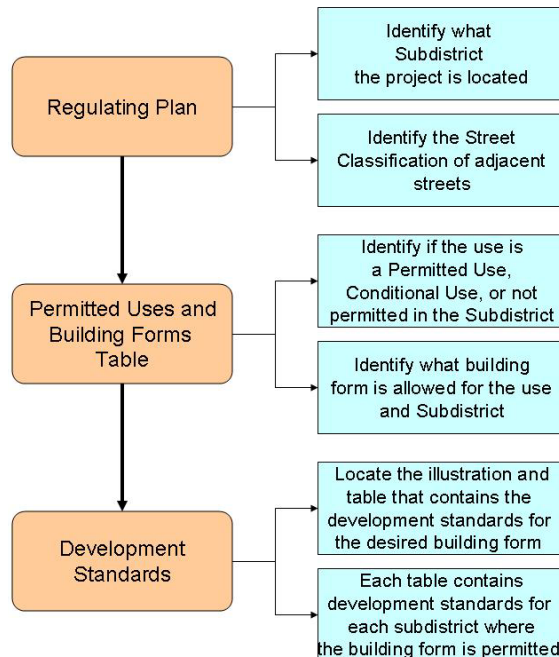 Regulating Plan
Identify what
Subdistrict
the project is located
Identify the Street
Classification of adjacent
streets
Permitted Uses and
Building Forms
Table
Identify if the use is
a Permitted Use,
Conditional Use, or not
permitted in the Subdistrict
Identify what building
form is allowed for the use
and Subdistrict
Development
Standards
Locate the illustration and
table that contains the
development standards for
the desired building form
Each table contains
development standards for
each subdistrict where
the building form is permitted